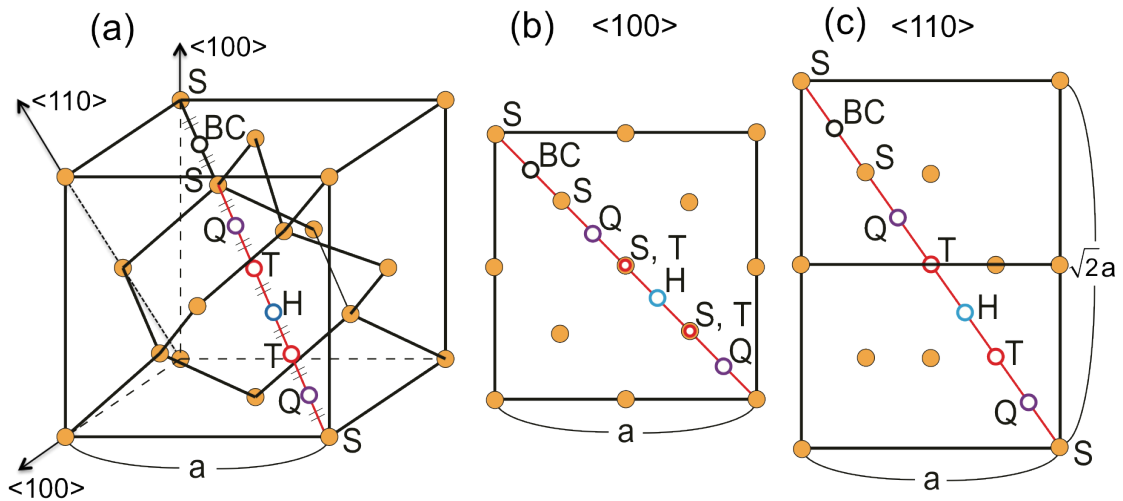 (a)
<100>
<110>
S
BC
S
Q
T
H
T
Q
S
a
<100>
(b) <100>
S
BC
S
Q
S, T
H
S, T
Q
a
(c) <110>
S
BC
S
Q
T
H
T
Q
S
√2a
a